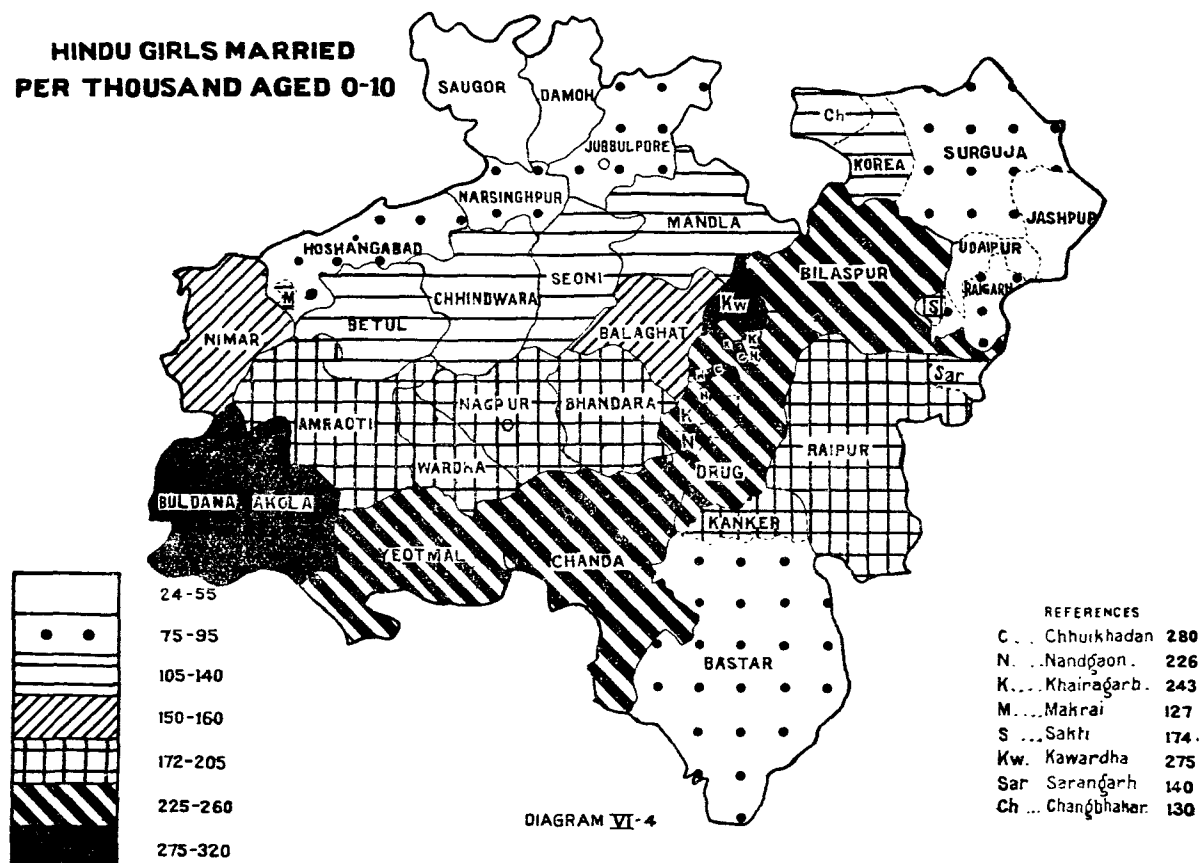 HINDU GIRLS MARRIED
PER THOUSAND AGED 0-10
SAUGOR
DAMOH
JUBBULPORE
Ch
KOREA
SURGUJA
NARSINGHPUR
MANDLA
JASHPUR
HOSHANGABAD
UDAIPUR
SEONI
BILASPUR
M
CHHINDWARA
RAIGARH
Kw
S
NIMAR
BETUL
BALAGHAT
K
K
C
KH
N
C
N
Sar
NAGPUR
BHANDARA
K
AMRAOTI
N
RAIPUR
WARDHA
DRUG
BULDANA
AKOLA
KANKER
YEOTMAL
CHANDA
BASTAR
24-55
75-95
105-140
150-160
172-205
225-260
275-320
REFERENCES
C . . Chhuikhadan 280
N. ..Nandgaon. 226
K....Khairagarh. 243
M....Makrai 127
S ...Sakti 174.
Kw. Kawardha 275
Sar Sarangarh 140
Ch ...Changbhakar. 130
DIAGRAM VI-4